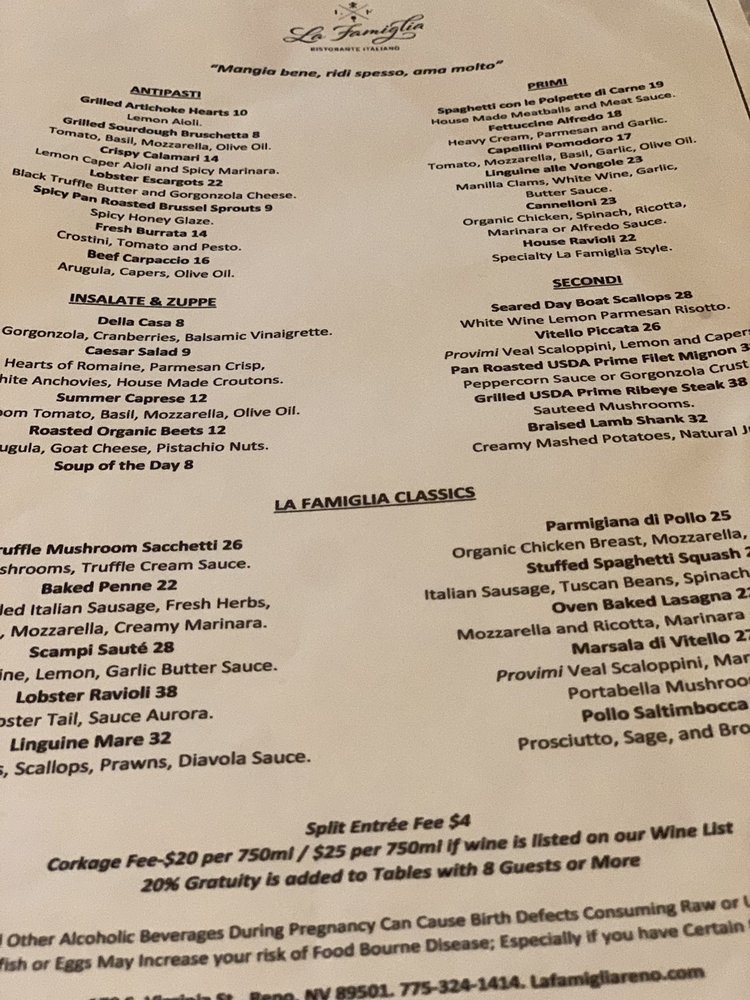 La Famiglia
RISTORANTE ITALIANO
"Mangia bene, ridi spesso, ama molto"
ANTIPASTI
Grilled Artichoke Hearts 10
Lemon Aioli.
Grilled Sourdough Bruschetta 8
Tomato, Basil, Mozzarella, Olive Oil.
Crispy Calamari 14
Lemon Caper Aioli and Spicy Marinara.
Lobster Escargots 22
Black Truffle Butter and Gorgonzola Cheese.
Spicy Pan Roasted Brussel Sprouts 9
Spicy Honey Glaze.
Fresh Burrata 14
Crostini, Tomato and Pesto.
Beef Carpaccio 16
Arugula, Capers, Olive Oil.
INSALATE & ZUPPE
Della Casa 8
Gorgonzola, Cranberries, Balsamic Vinaigrette.
Caesar Salad 9
Hearts of Romaine, Parmesan Crisp,
hite Anchovies, House Made Croutons.
Summer Caprese 12
oom Tomato, Basil, Mozzarella, Olive Oil.
Roasted Organic Beets 12
ugula, Goat Cheese, Pistachio Nuts.
Soup of the Day 8
PRIMI
Spaghetti con le Polpette di Carne 19
House Made Meatballs and Meat Sauce.
Fettuccine Alfredo 18
Heavy Cream, Parmesan and Garlic.
Capellini Pomodoro 17
Tomato, Mozzarella, Basil, Garlic, Olive Oil.
Linguine alle Vongole 23
Manilla Clams, White Wine, Garlic,
Butter Sauce.
Cannelloni 23
Organic Chicken, Spinach, Ricotta,
Marinara or Alfredo Sauce.
House Ravioli 22
Specialty La Famiglia Style.
SECONDI
Seared Day Boat Scallops 28
White Wine Lemon Parmesan Risotto.
Vitello Piccata 26
Provimi Veal Scaloppini, Lemon and Capers
Pan Roasted USDA Prime Filet Mignon 3
Peppercorn Sauce or Gorgonzola Crust
Grilled USDA Prime Ribeye Steak 38
Sauteed Mushrooms.
Braised Lamb Shank 32
Creamy Mashed Potatoes, Natural J
LA FAMIGLIA CLASSICS
ruffle Mushroom Sacchetti 26
shrooms, Truffle Cream Sauce.
Baked Penne 22
led Italian Sausage, Fresh Herbs,
, Mozzarella, Creamy Marinara.
Scampi Sauté 28
ine, Lemon, Garlic Butter Sauce.
Lobster Ravioli 38
bster Tail, Sauce Aurora.
Linguine Mare 32
s, Scallops, Prawns, Diavola Sauce.
Parmigiana di Pollo 25
Organic Chicken Breast, Mozzarella,
Stuffed Spaghetti Squash 2
Italian Sausage, Tuscan Beans, Spinach
Oven Baked Lasagna 22
Mozzarella and Ricotta, Marinara
Marsala di Vitello 27
Provimi Veal Scaloppini, Mar
Portabella Mushroo
Pollo Saltimbocca
Prosciutto, Sage, and Bro
Split Entrée Fee $4
Corkage Fee-$20 per 750ml / $25 per 750ml if wine is listed on our Wine List
20% Gratuity is added to Tables with 8 Guests or More
Other Alcoholic Beverages During Pregnancy Can Cause Birth Defects Consuming Raw or U
fish or Eggs May Increase your risk of Food Bourne Disease; Especially if you have Certain
Virginia St., Reno, NV 89501. 775-324-1414. Lafamigliareno.com